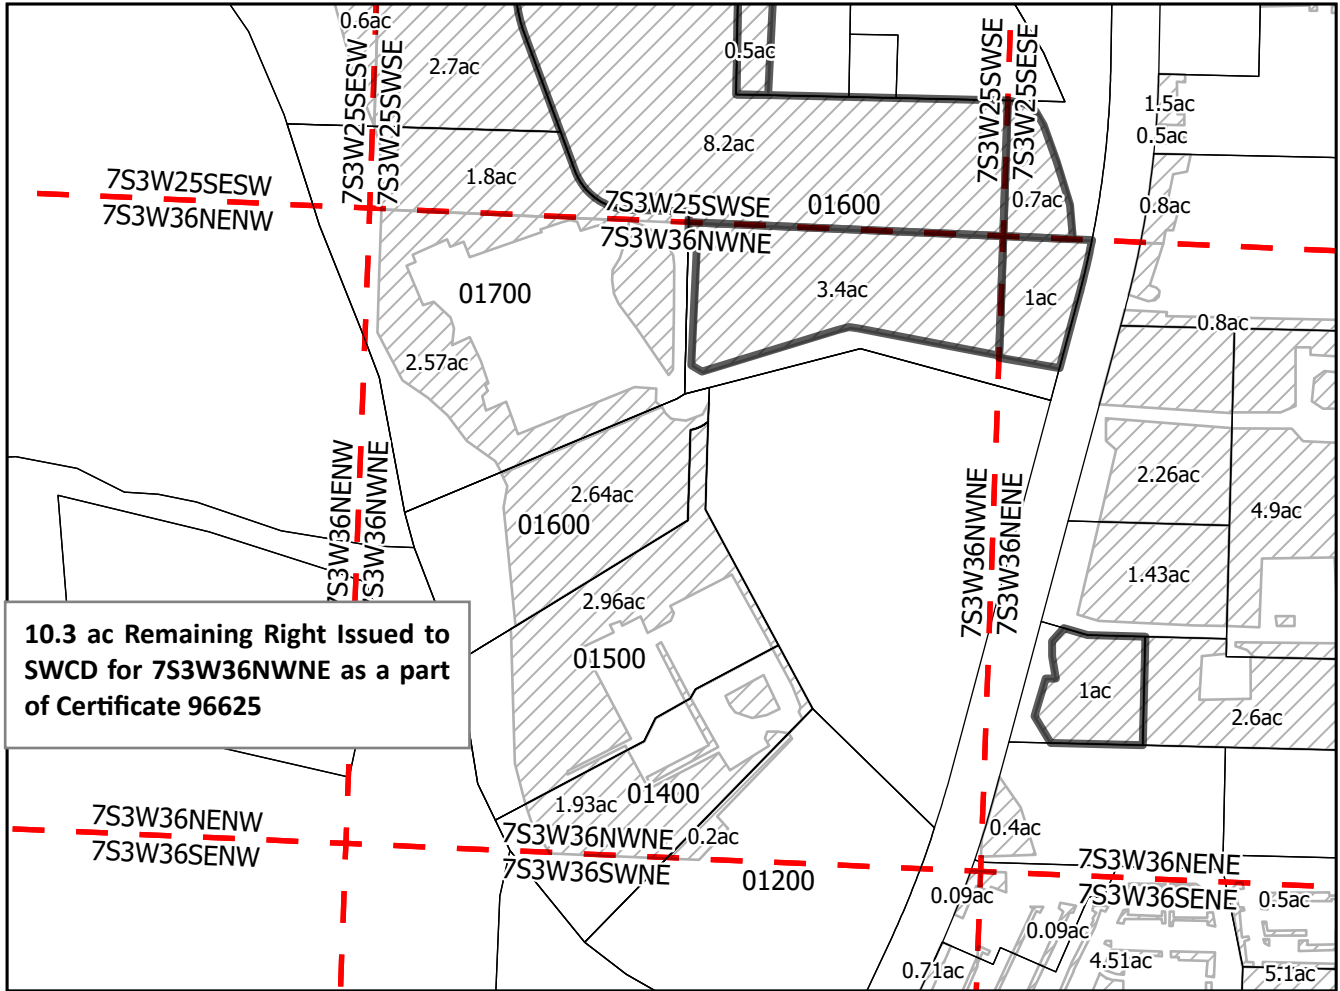 0.6ac
0.5ac
2.7ac
7S3W25SESW
7S3W25SWSE
7S3W25SWSE
7S3W25SESE
1.5ac
0.5ac
8.2ac
1.8ac
7S3W25SESW
7S3W36NENW
7S3W25SWSE
7S3W36NWNE
01600
0.7ac
0.8ac
01700
3.4ac
1ac
0.8ac
2.57ac
7S3W36NENW
7S3W36NWNE
2.64ac
01600
7S3W36NWNE
7S3W36NENE
2.26ac
4.9ac
1.43ac
2.96ac
01500
10.3 ac Remaining Right Issued to
SWCD for 7S3W36NWNE as a part
of Certificate 96625
1ac
2.6ac
1.93ac
01400
0.2ac
0.4ac
7S3W36NENW
7S3W36SENW
7S3W36NWNE
7S3W36SWNE
01200
7S3W36NENE
7S3W36SENE
0.09ac
0.5ac
0.09ac
0.71ac
4.51ac
5.1ac